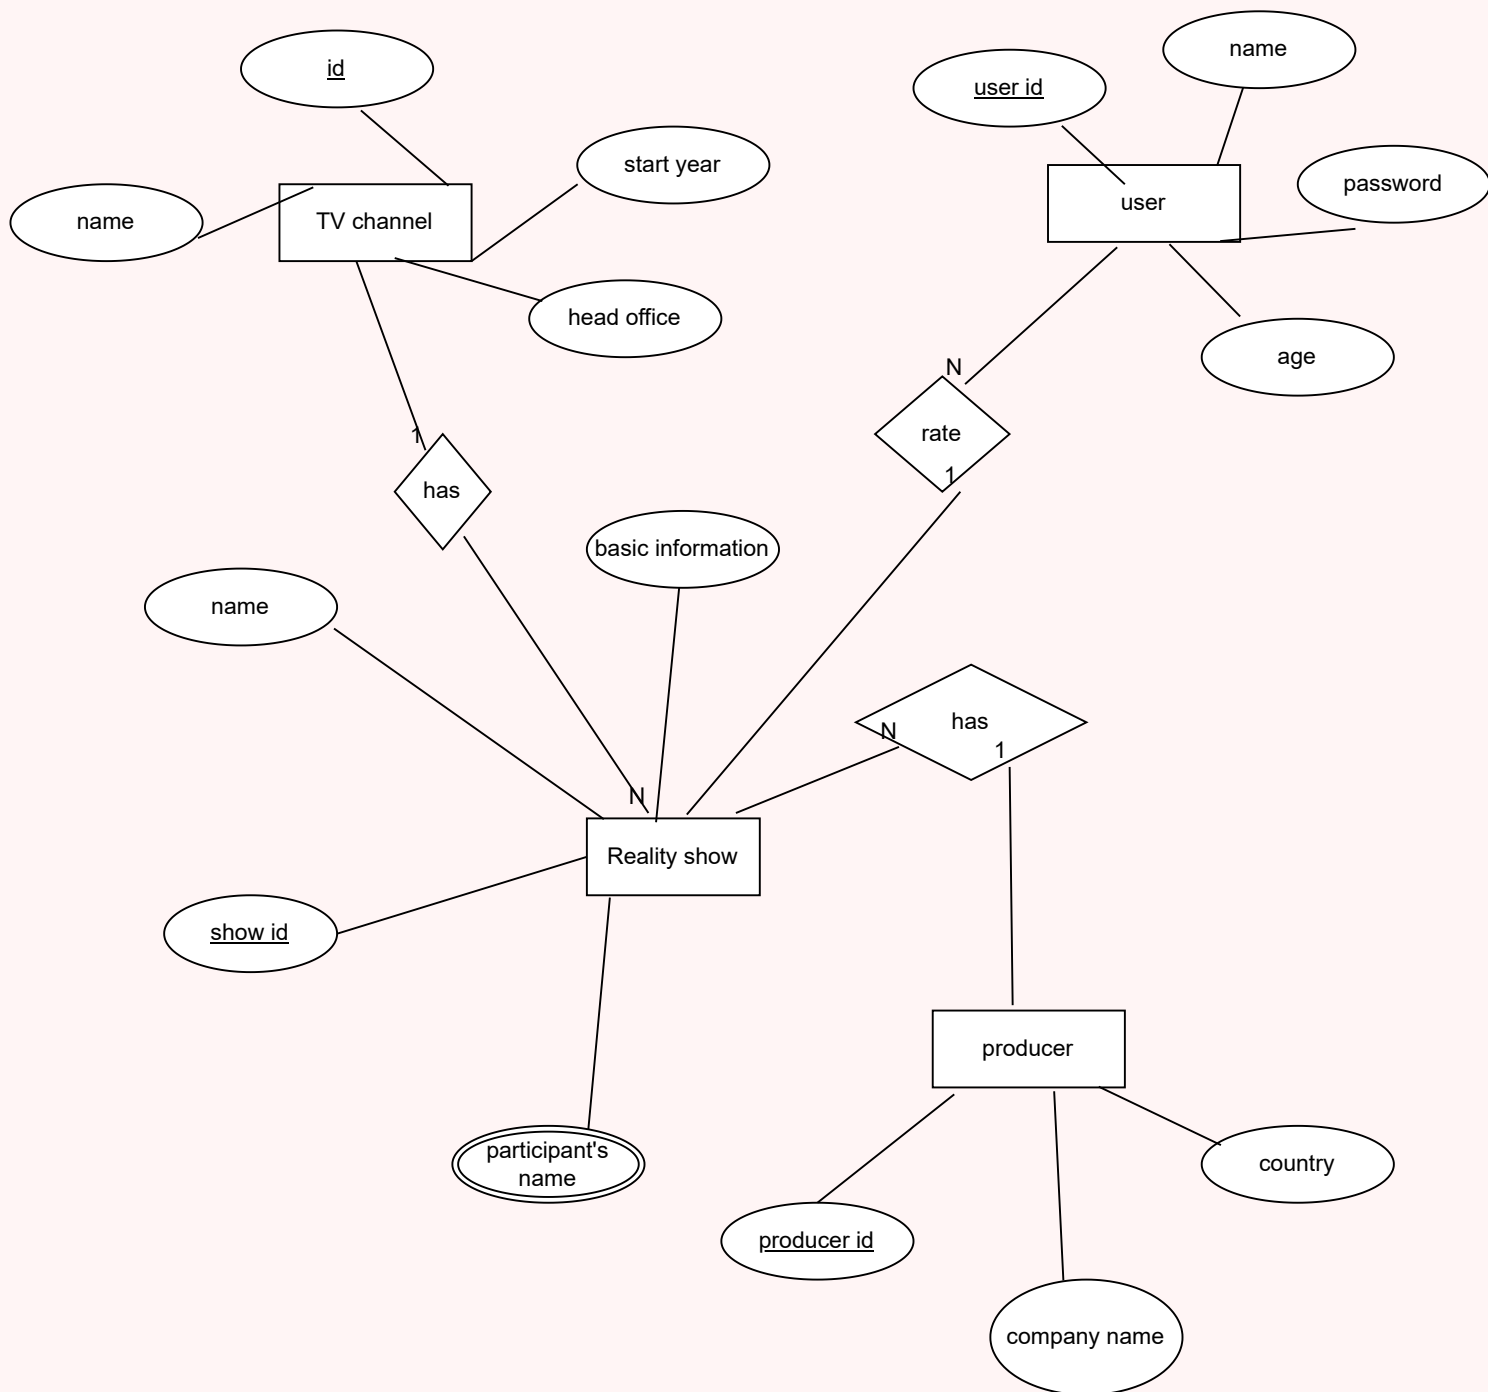 id
name
user id
start year
password
name
TV channel
user
head office
age
N
rate
1
1
has
basic information
name
has
N
1
N
Reality show
show id
producer
participant's
name
country
producer id
company name